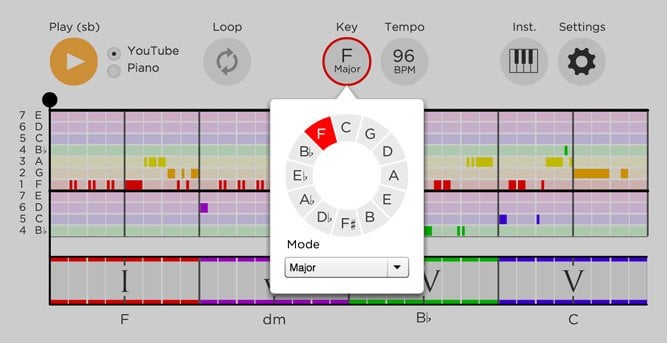 Play (sb)
YouTube
Piano
Loop
Key
F
Major
Tempo
96
BPM
Inst.
Settings
7 E
6 D
5 C
4 B♭
3 A
2 G
1 F
7 E
6 D
5 C
4 B♭
C
G
D
A
E
B
F♯
D♭
A♭
E♭
B♭
F
Mode
Major
I
V
V
F
dm
B♭
C